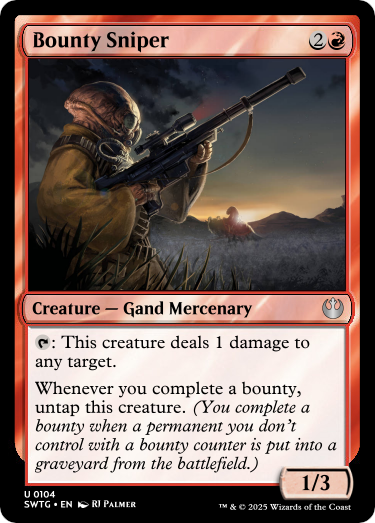 Bounty Sniper 2
Creature — Gand Mercenary
: This creature deals 1 damage to
any target.
Whenever you complete a bounty,
untap this creature. (You complete a
bounty when a permanent you don't
control with a bounty counter is put into a
graveyard from the battlefield.)
1/3
U 0104
SWTG • EN RJ PALMER
™ & © 2025 Wizards of the Coast